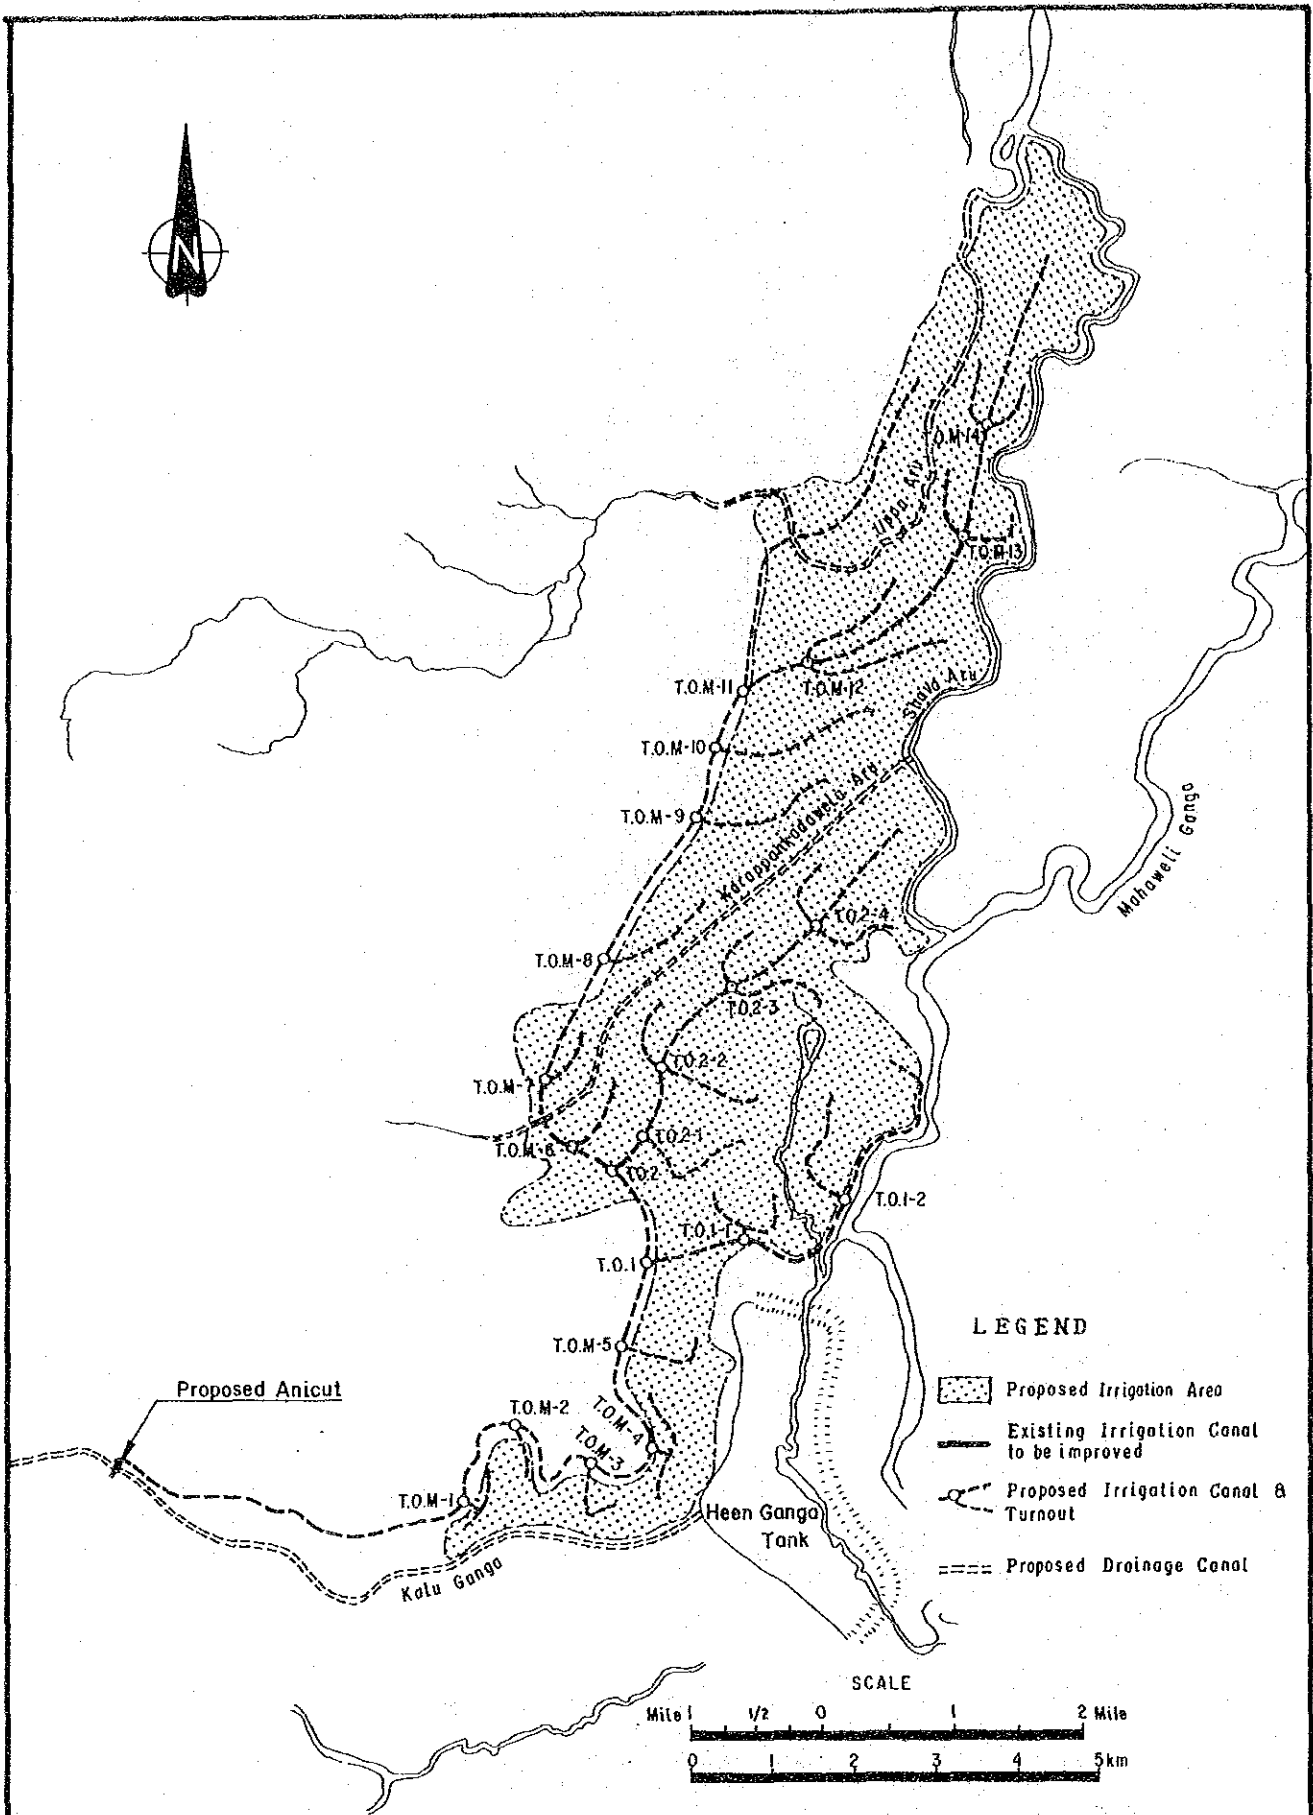 N
T.O.M-14
Uppa Aru
T.O.M-13
T.O.M-11
T.O.M-12
Shava Aru
T.O.M-10
Karappankadawela Aru
T.O.M-9
Mahaweli Ganga
T.O.2-4
T.O.M-8
T.O.2-3
T.O.2-2
T.O.M-7
T.O.2-1
T.O.M-6
T.O.2
T.O.1-2
T.O.1-1
T.O.1
T.O.M-5
LEGEND
Proposed Irrigation Area
Existing Irrigation Canal
to be improved
Proposed Irrigation Canal &
Turnout
Proposed Drainage Canal
Proposed Anicut
T.O.M-2
T.O.M-4
T.O.M-3
T.O.M-1
Heen Ganga
Tank
Kalu Ganga
SCALE
Mile 1 1/2 0 1 2 Mile
0 1 2 3 4 5km